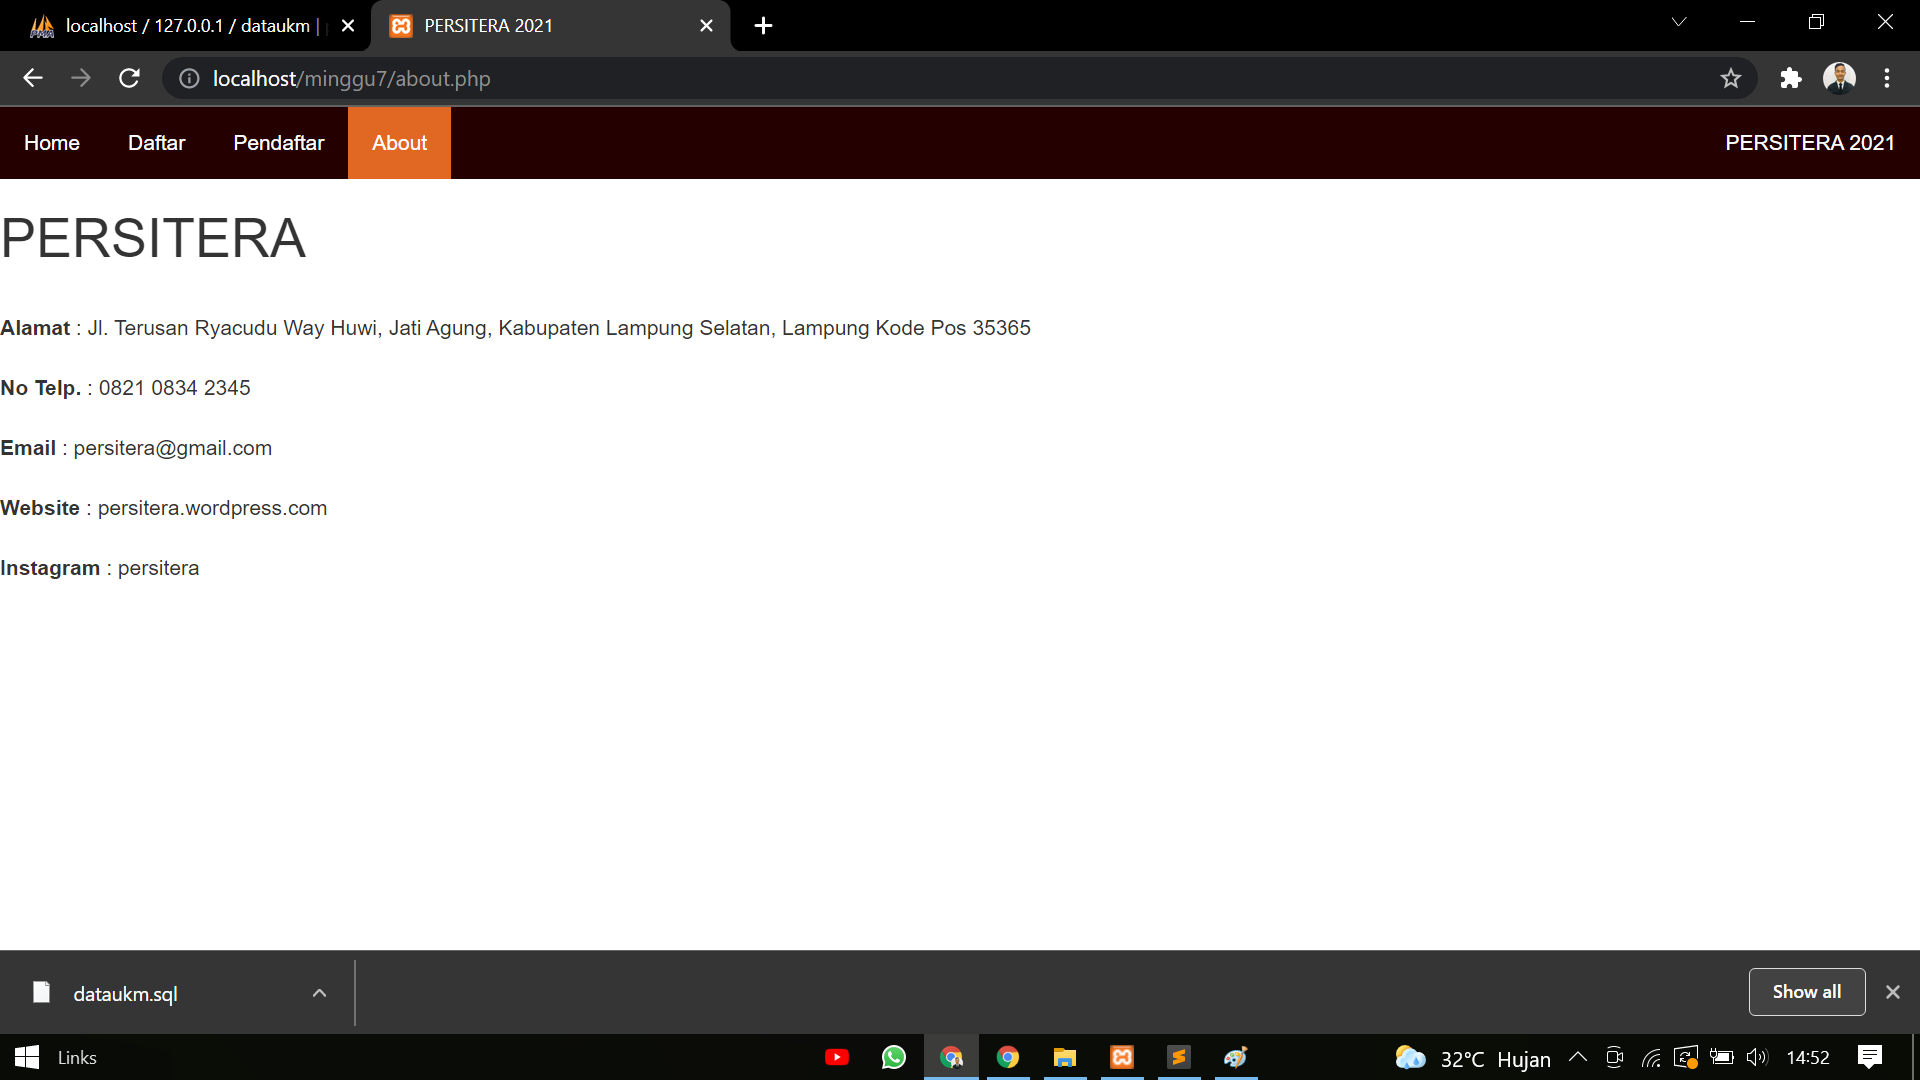 localhost / 127.0.0.1 / dataukm |
PERSITERA 2021
localhost/minggu7/about.php
Home Daftar Pendaftar About PERSITERA 2021
PERSITERA
Alamat : Jl. Terusan Ryacudu Way Huwi, Jati Agung, Kabupaten Lampung Selatan, Lampung Kode Pos 35365
No Telp. : 0821 0834 2345
Email : persitera@gmail.com
Website : persitera.wordpress.com
Instagram : persitera
dataukm.sql
Show all
Links
32°C Hujan
14:52